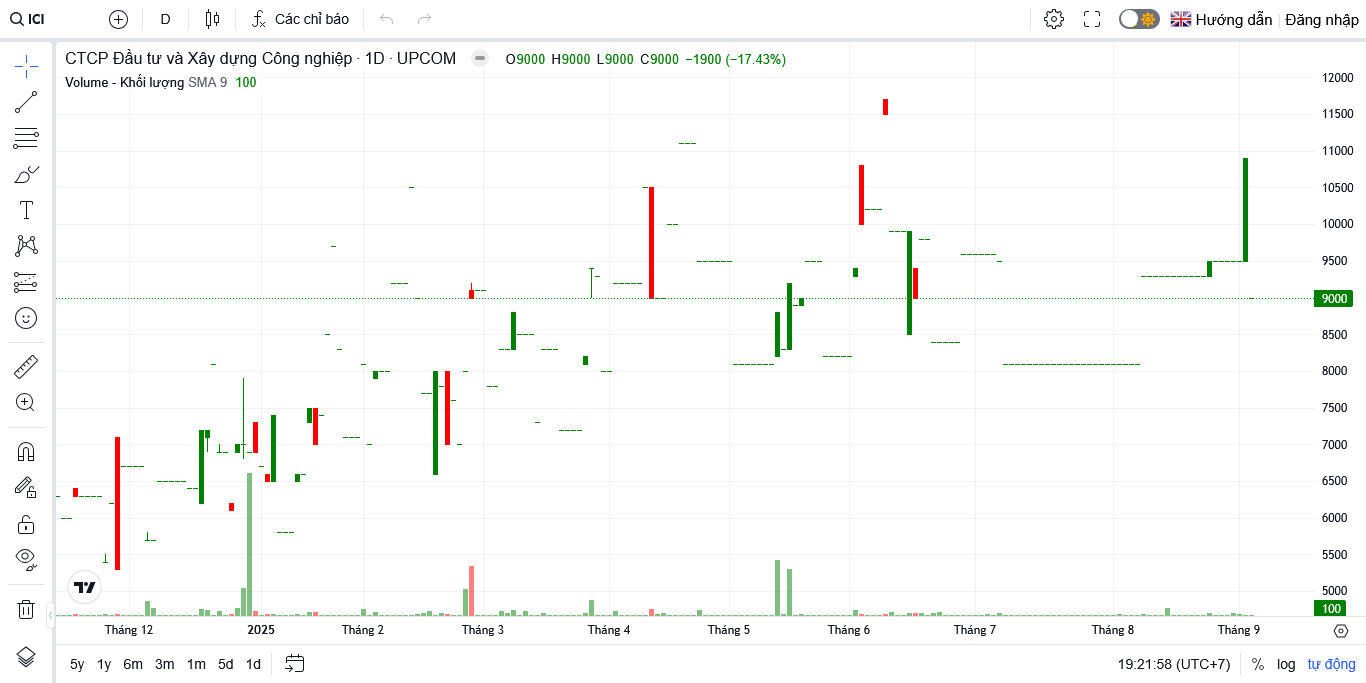 ICI
D
Các chỉ báo
Hướng dẫn
Đăng nhập
CTCP Đầu tư và Xây dựng Công nghiệp · 1D · UPCOM
O9000 H9000 L9000 C9000 −1900 (−17.43%)
Volume - Khối lượng SMA 9 100
12000
11500
11000
10500
10000
9500
9000
8500
8000
7500
7000
6500
6000
5500
5000
100
Tháng 12
2025
Tháng 2
Tháng 3
Tháng 4
Tháng 5
Tháng 6
Tháng 7
Tháng 8
Tháng 9
5y 1y 6m 3m 1m 5d 1d
19:21:58 (UTC+7)
%
log
tự động